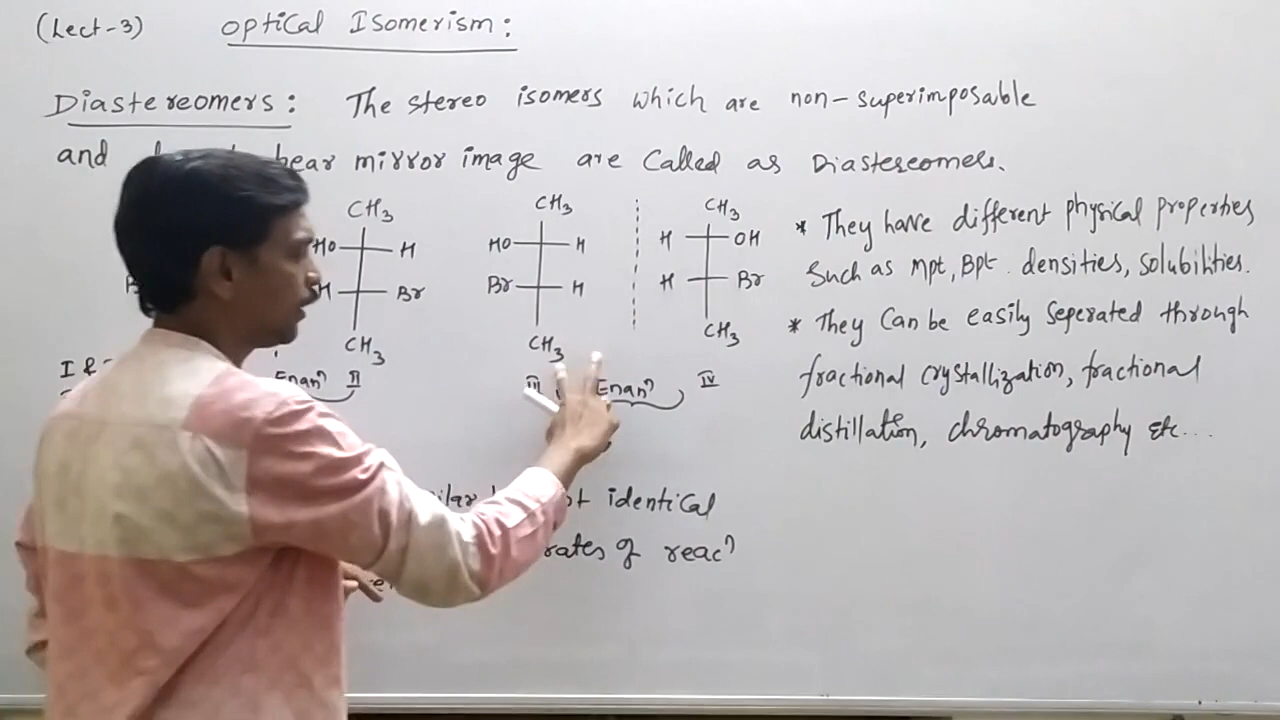 (Lect-3) Optical Isomerism:
Diastereomers: The stereo isomers which are non-superimposable
and bear mirror image are Called as Diastereomers.
CH3 CH3 CH3
HO H HO H H OH
H Br Br H H Br
CH3 CH3 CH3
I &
Enanⁿ II III Enanⁿ IV
identical
rates of reacⁿ
* They have different physical properties
Such as Mpt, Bpt. densities, solubilities.
* They Can be easily Seperated through
fractional crystallization, fractional
distillation, chromatography etc...